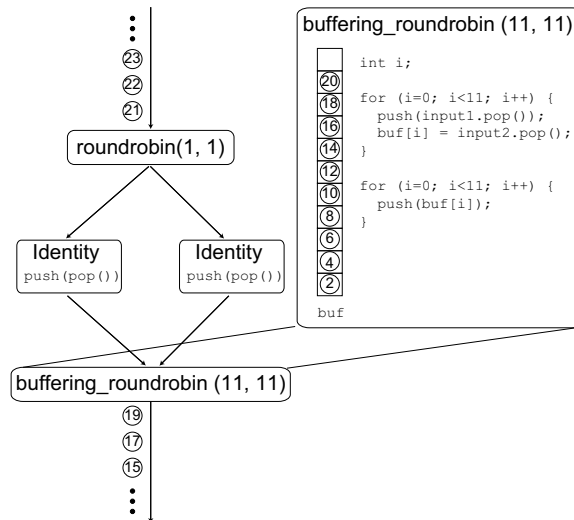 23
22
21
roundrobin(1, 1)
Identity
push(pop())
Identity
push(pop())
buffering_roundrobin (11, 11)
19
17
15
buffering_roundrobin (11, 11)
20
18
16
14
12
10
8
6
4
2
buf
int i;
for (i=0; i<11; i++) {
push(input1.pop());
buf[i] = input2.pop();
}
for (i=0; i<11; i++) {
push(buf[i]);
}